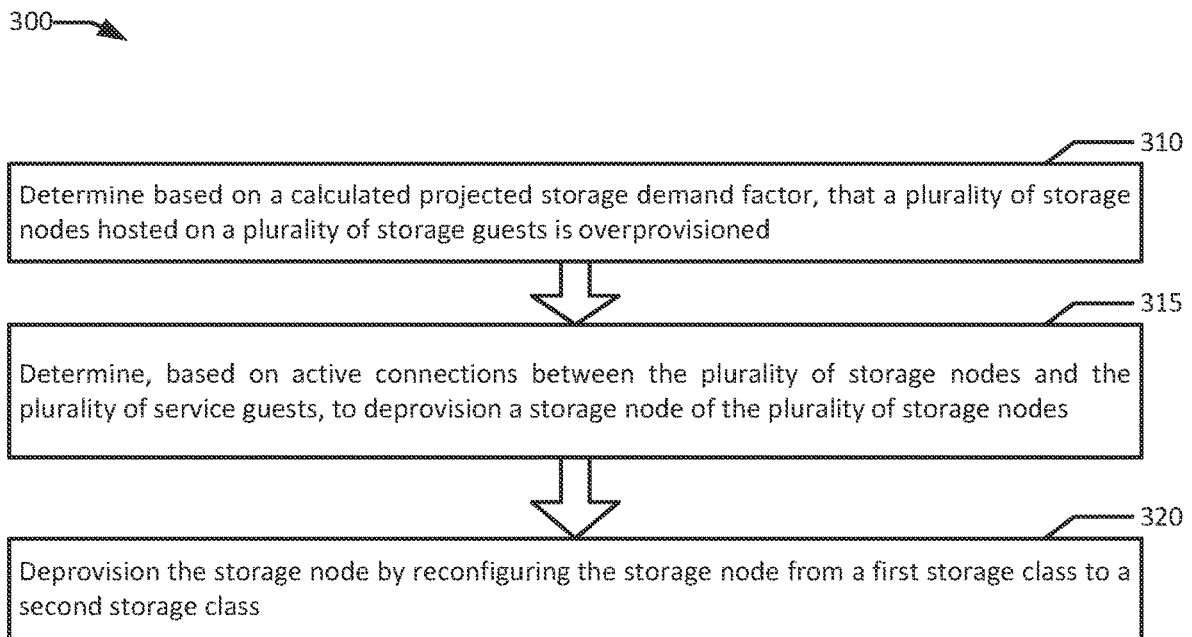 300
310
Determine based on a calculated projected storage demand factor, that a plurality of storage
nodes hosted on a plurality of storage guests is overprovisioned
315
Determine, based on active connections between the plurality of storage nodes and the
plurality of service guests, to deprovision a storage node of the plurality of storage nodes
320
Deprovision the storage node by reconfiguring the storage node from a first storage class to a
second storage class